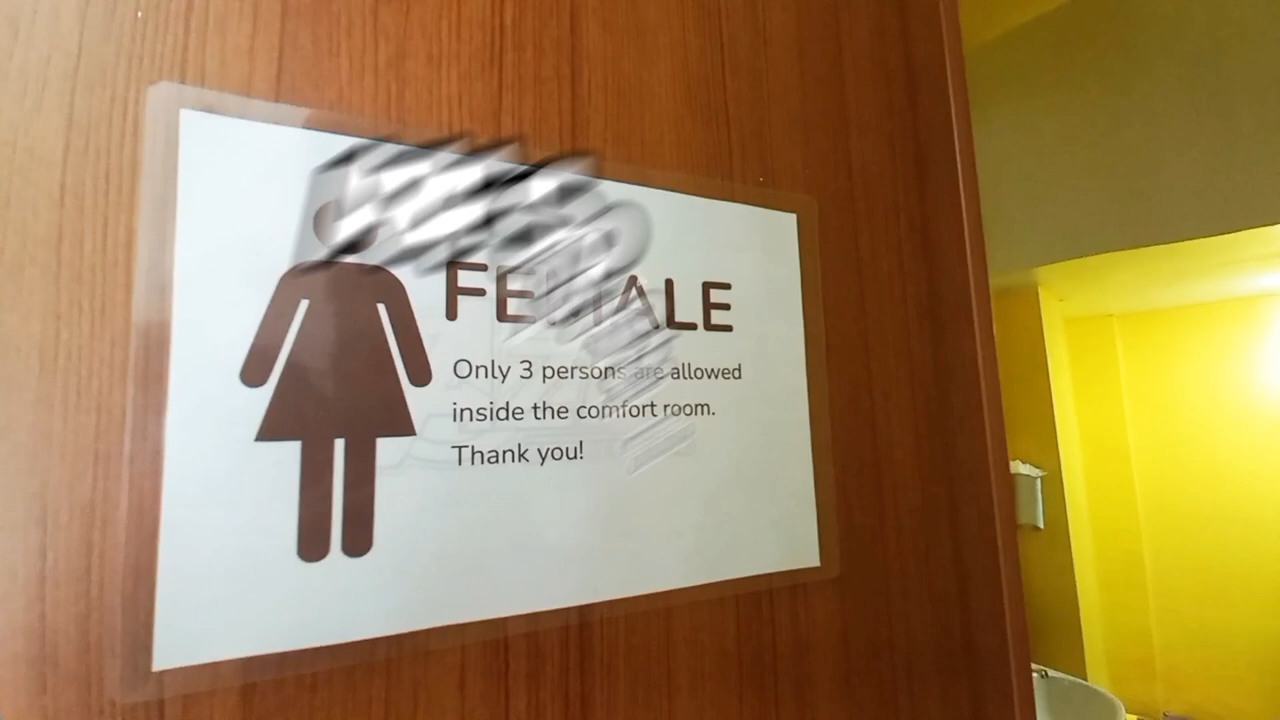 FEMALE
Only 3 persons are allowed
inside the comfort room.
Thank you!